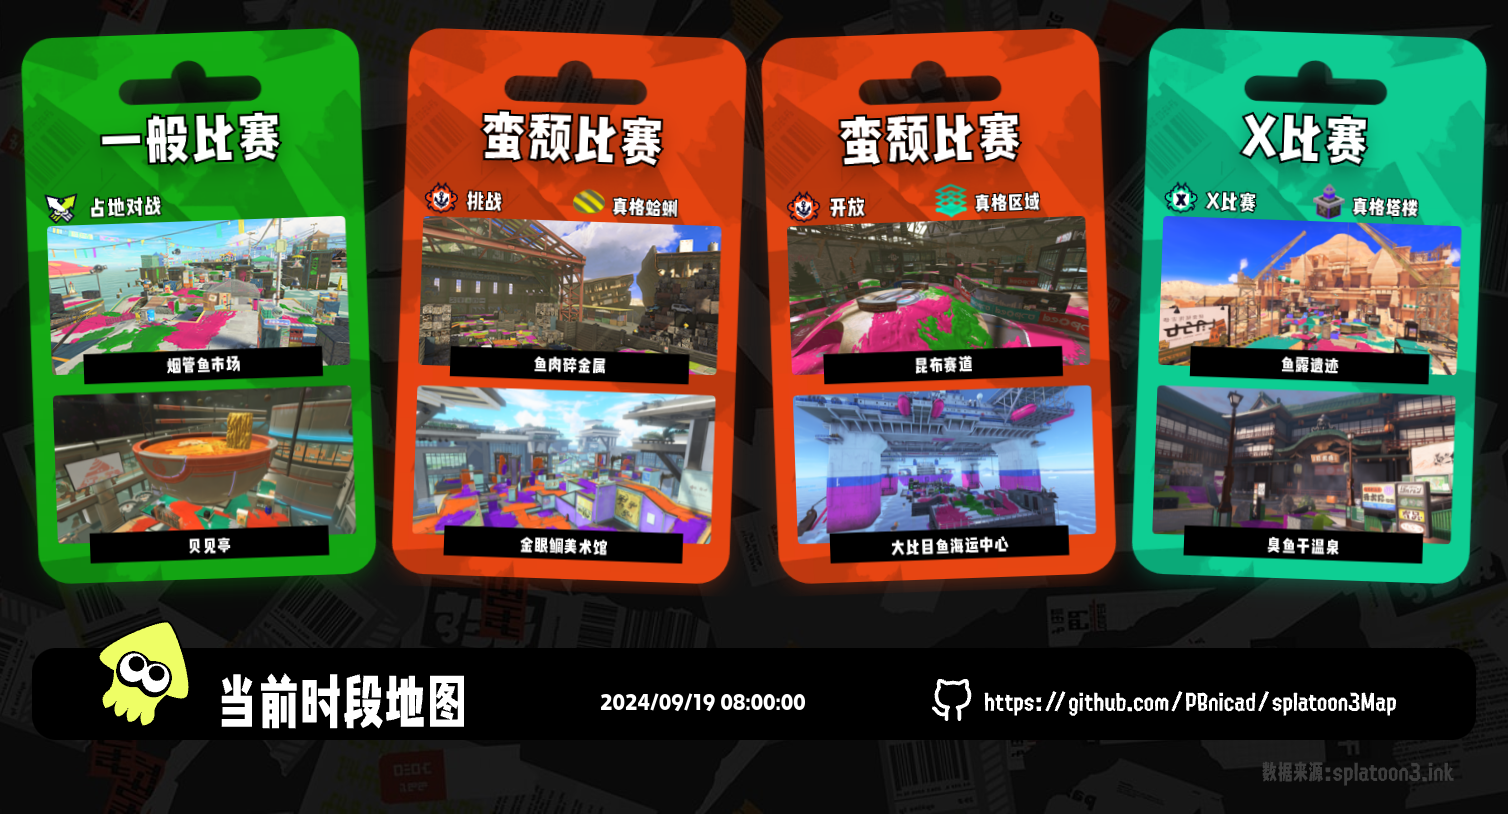 一般比赛
占地对战
烟管鱼市场
贝见亭
蛮颓比赛
挑战
真格蛤蜊
鱼肉碎金属
金眼鲷美术馆
蛮颓比赛
开放
真格区域
昆布赛道
大比目鱼海运中心
X比赛
X比赛
真格塔楼
鱼露遗迹
臭鱼干温泉
当前时段地图
2024/09/19 08:00:00
https://github.com/PBnicad/splatoon3Map
数据来源:splatoon3.ink